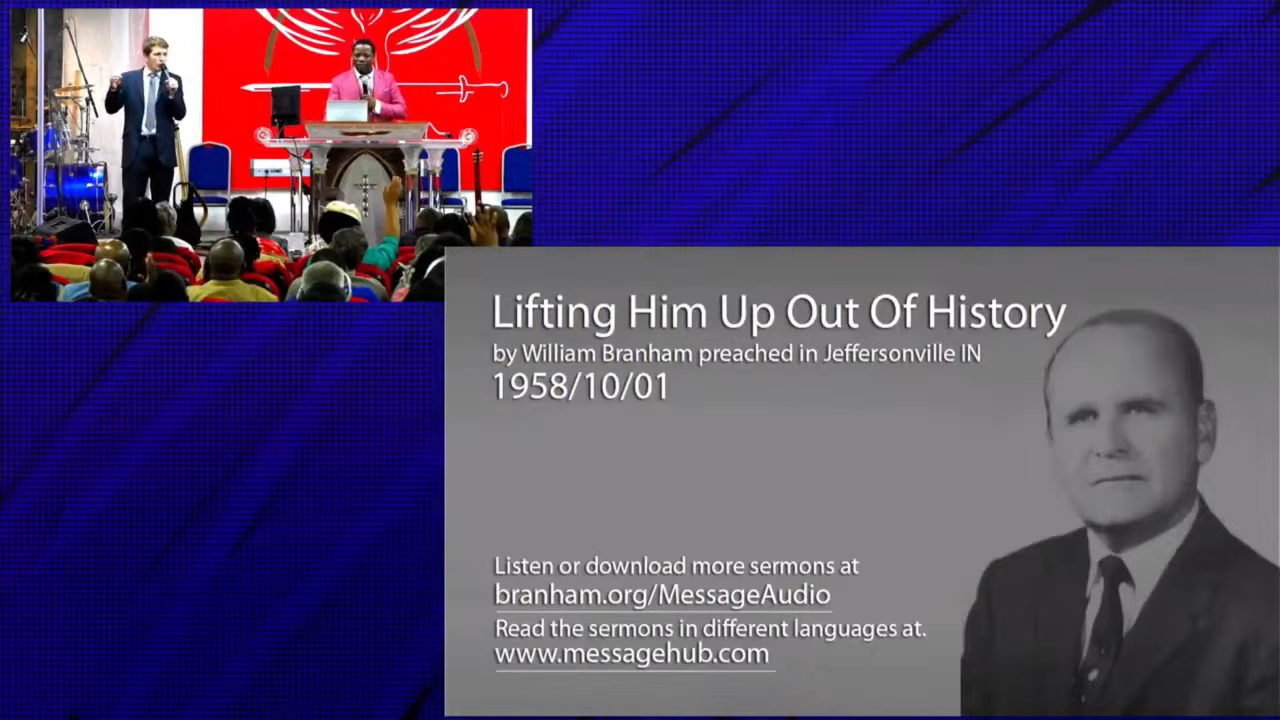 Lifting Him Up Out Of History
by William Branham preached in Jeffersonville IN
1958/10/01
Listen or download more sermons at
branham.org/MessageAudio
Read the sermons in different languages at.
www.messagehub.com